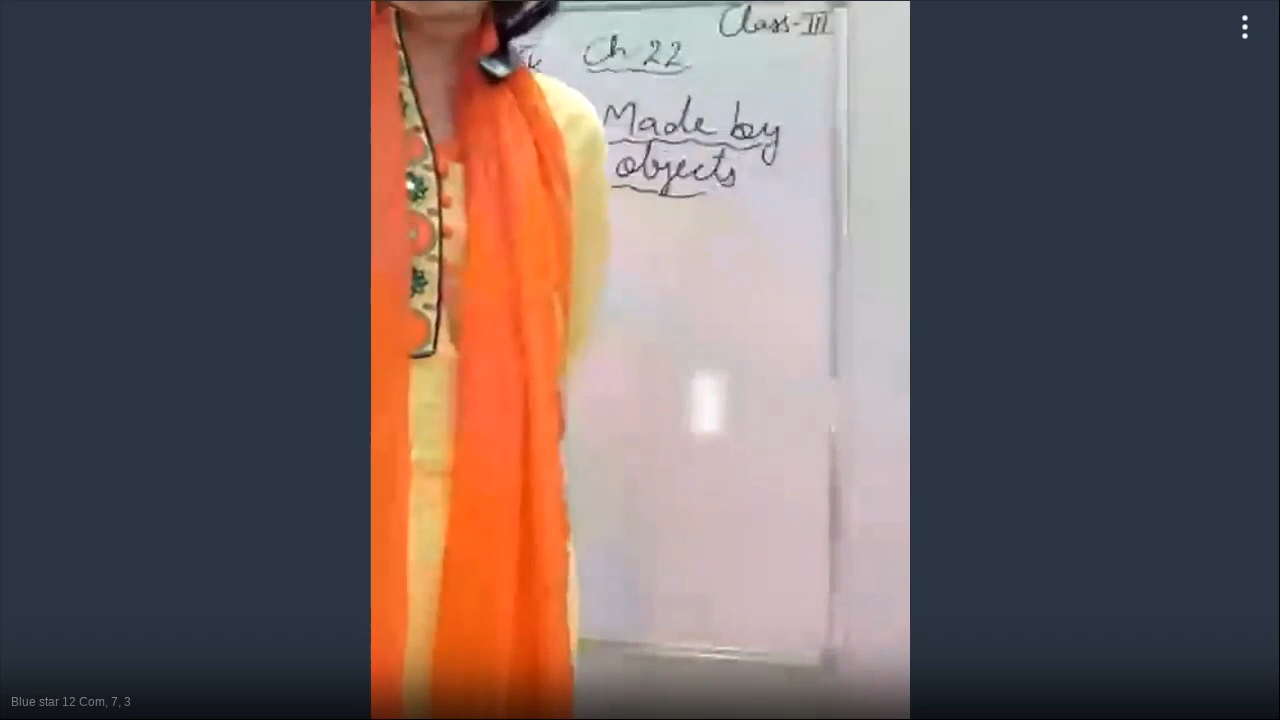 Class-III
Ch 22
Made by
objects
Blue star 12 Com, 7, 3